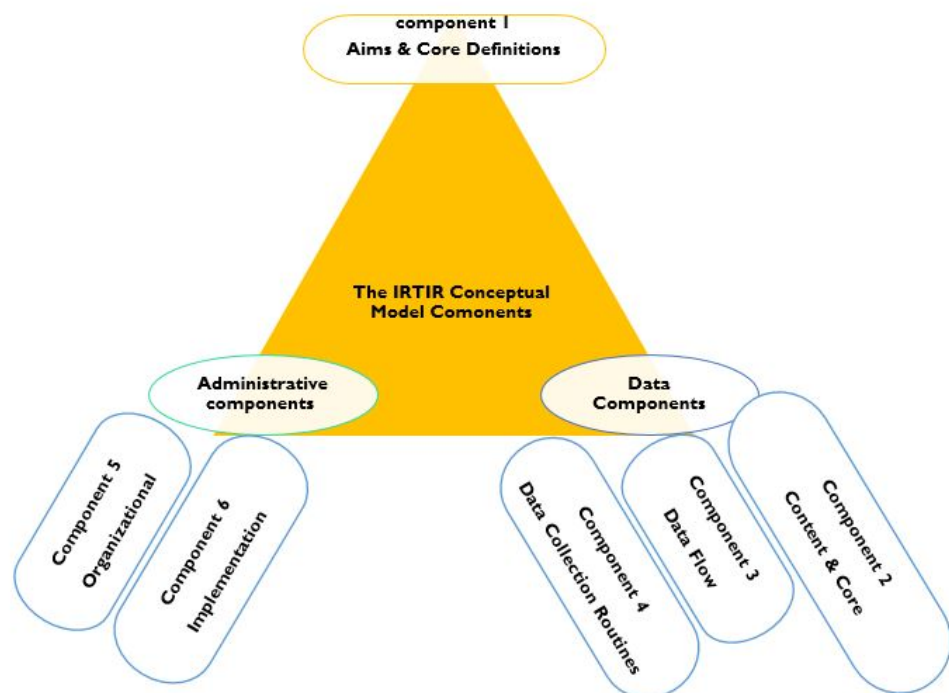 component 1
Aims & Core Definitions
The IRTIR Conceptual
Model Comonents
Administrative
components
Data
Components
Component 5
Organizational
Component 6
Implementation
Component 4
Data Collection Routines
Component 3
Data Flow
Component 2
Content & Core